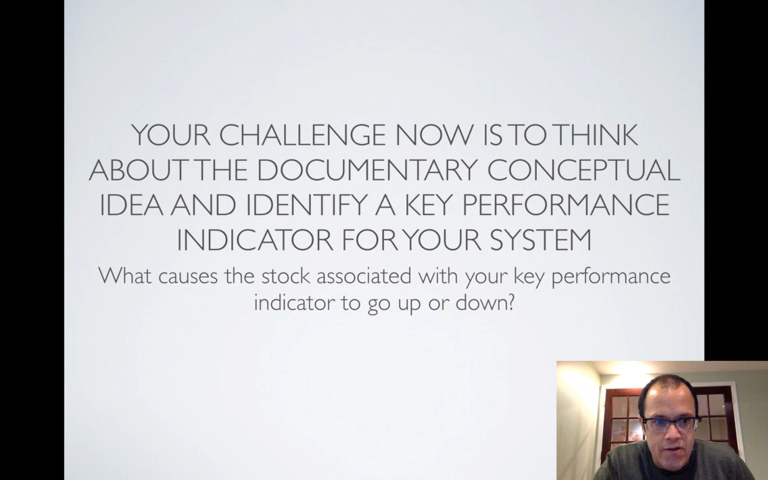 YOUR CHALLENGE NOW IS TO THINK
ABOUT THE DOCUMENTARY CONCEPTUAL
IDEA AND IDENTIFY A KEY PERFORMANCE
INDICATOR FOR YOUR SYSTEM
What causes the stock associated with your key performance
indicator to go up or down?